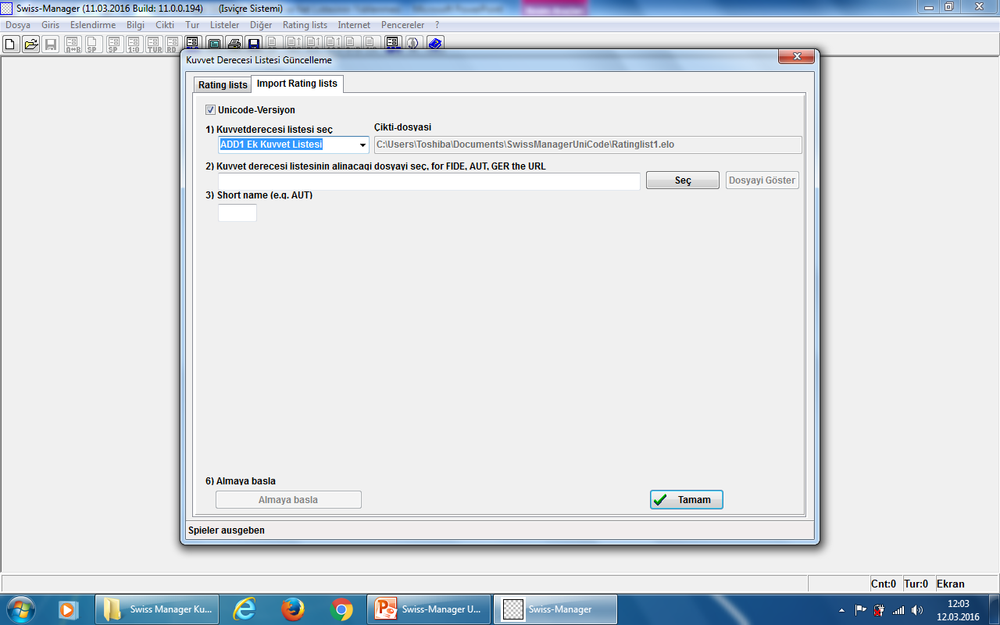 Swiss-Manager (11.03.2016 Build: 11.0.0.194) (Isviçre Sistemi)
Dosya Giris Eslendirme Bilgi Cikti Tur Listeler Diğer Rating lists Internet Pencereler ?
Kuvvet Derecesi Listesi Güncelleme
Rating lists Import Rating lists
Unicode-Versiyon
1) Kuvvetderecesi listesi seç Çikti-dosyasi
ADD1 Ek Kuvvet Listesi C:\Users\Toshiba\Documents\SwissManagerUniCode\Ratinglist1.elo
2) Kuvvet derecesi listesinin alinacagi dosyayi seç, for FIDE, AUT, GER the URL
Seç Dosyayi Göster
3) Short name (e.g. AUT)
6) Almaya basla
Almaya basla Tamam
Spieler ausgeben
Cnt:0 Tur:0 Ekran
Swiss Manager Ku... Swiss-Manager U... Swiss-Manager
12:03
12.03.2016